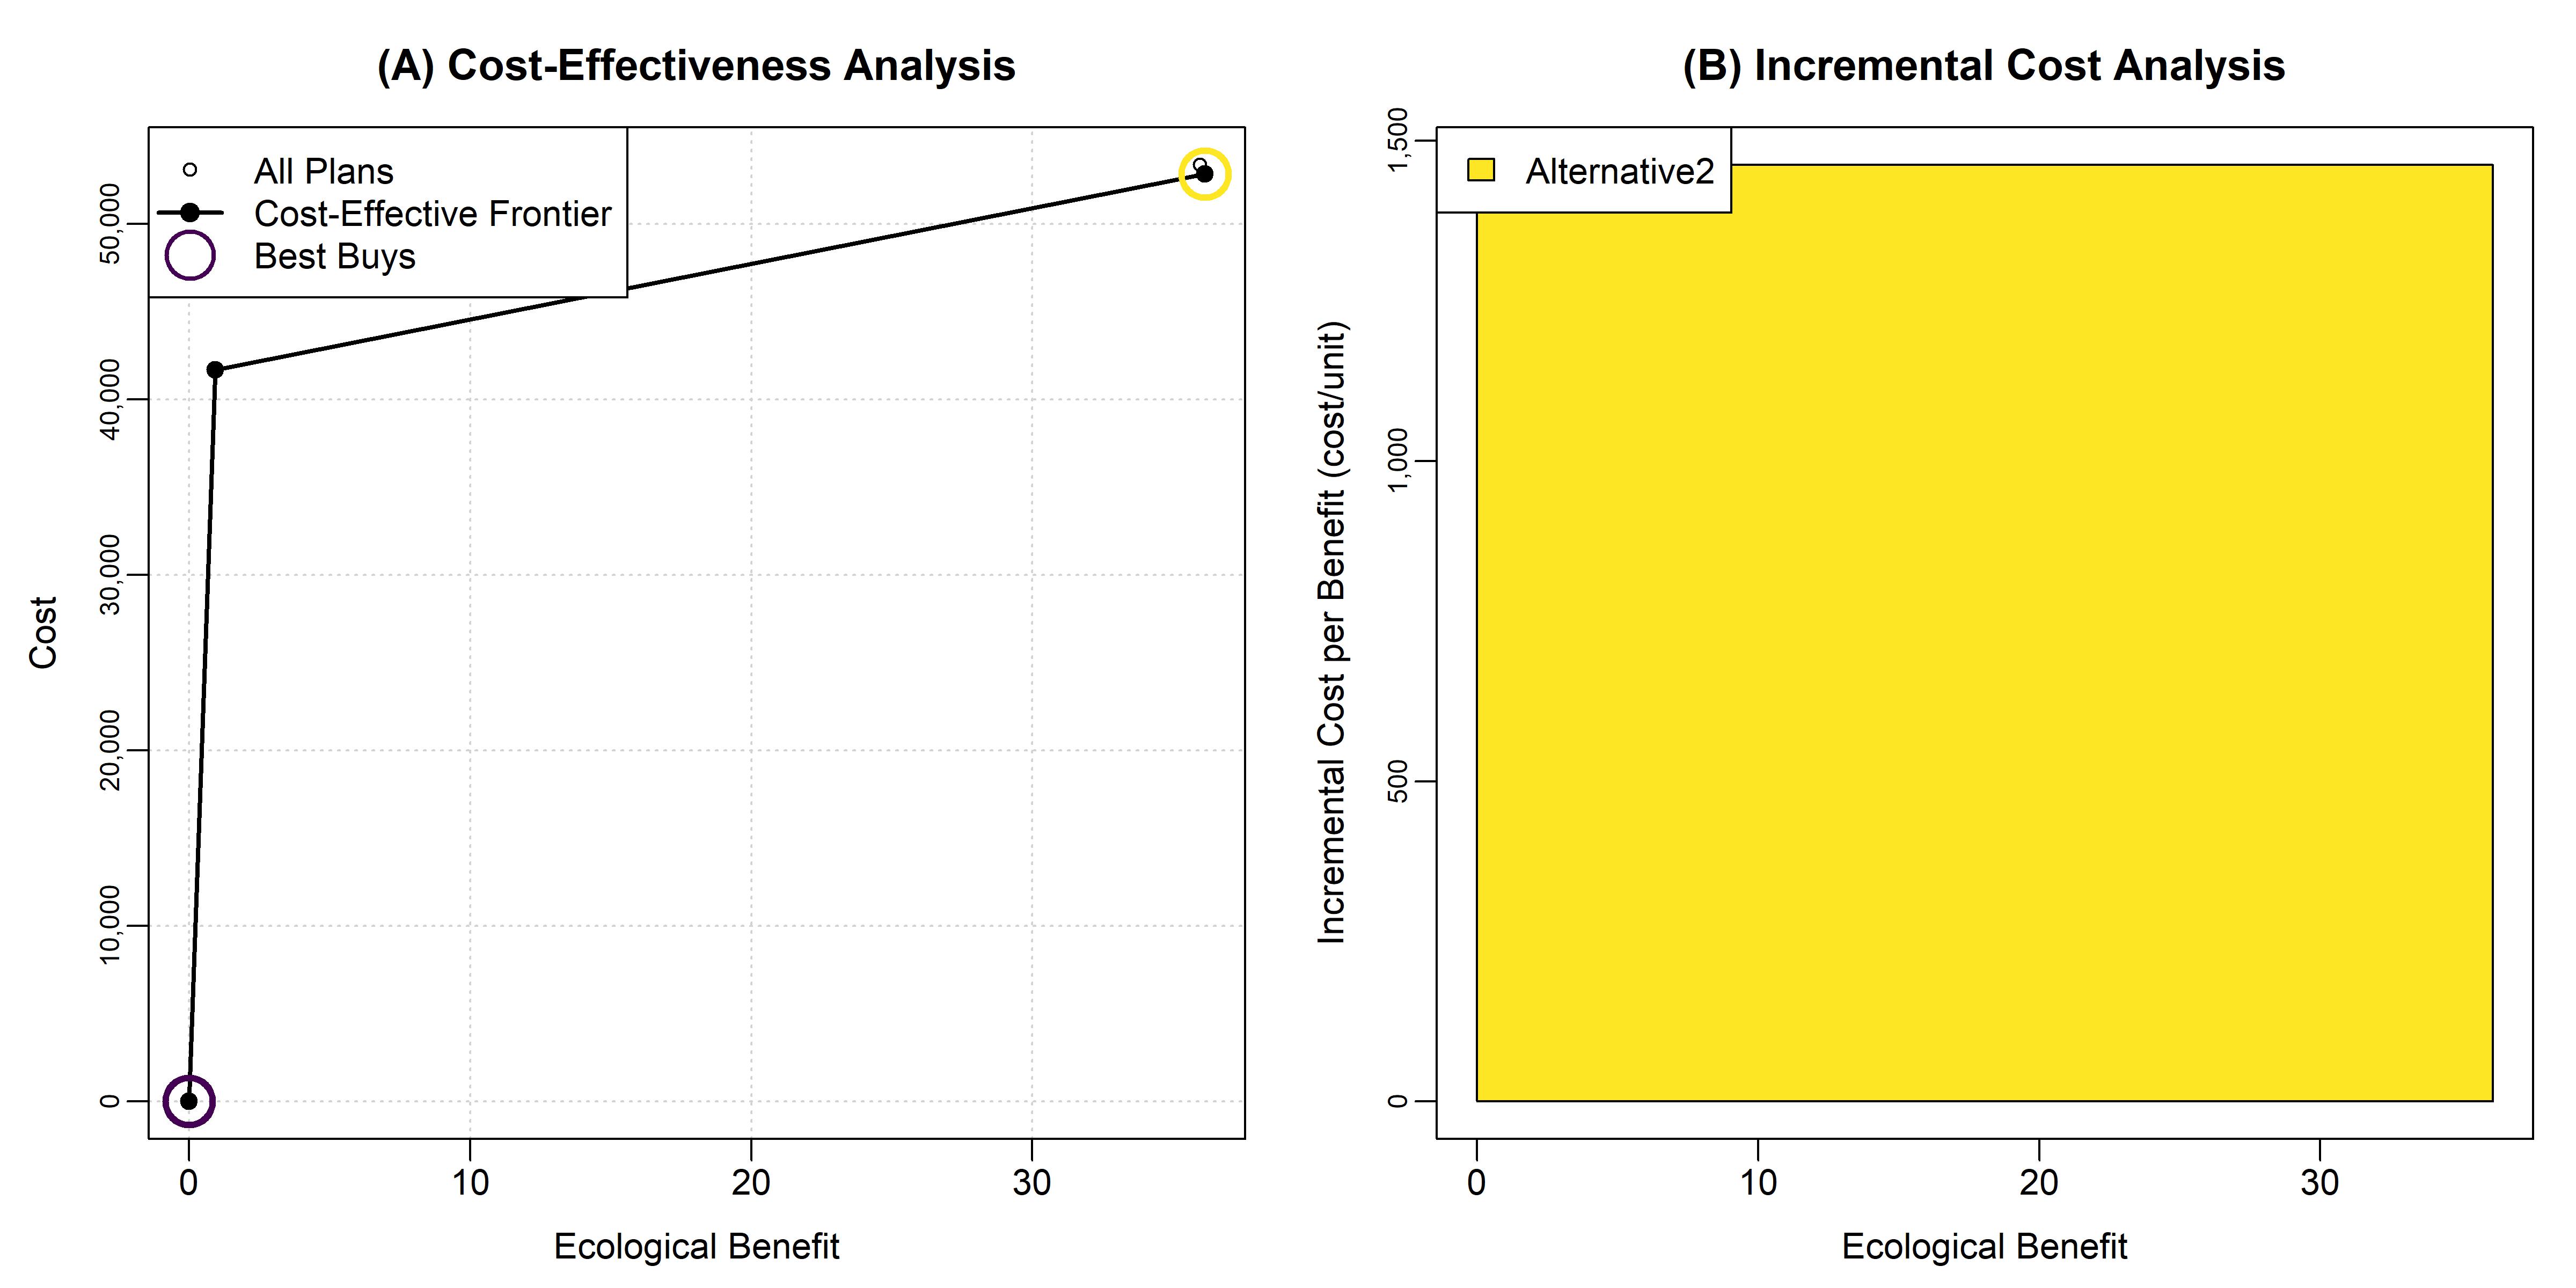 (A) Cost-Effectiveness Analysis
All Plans
Cost-Effective Frontier
Best Buys
Cost
50,000
40,000
30,000
20,000
10,000
0
0 10 20 30
Ecological Benefit
(B) Incremental Cost Analysis
Alternative2
Incremental Cost per Benefit (cost/unit)
1,500
1,000
500
0
0 10 20 30
Ecological Benefit